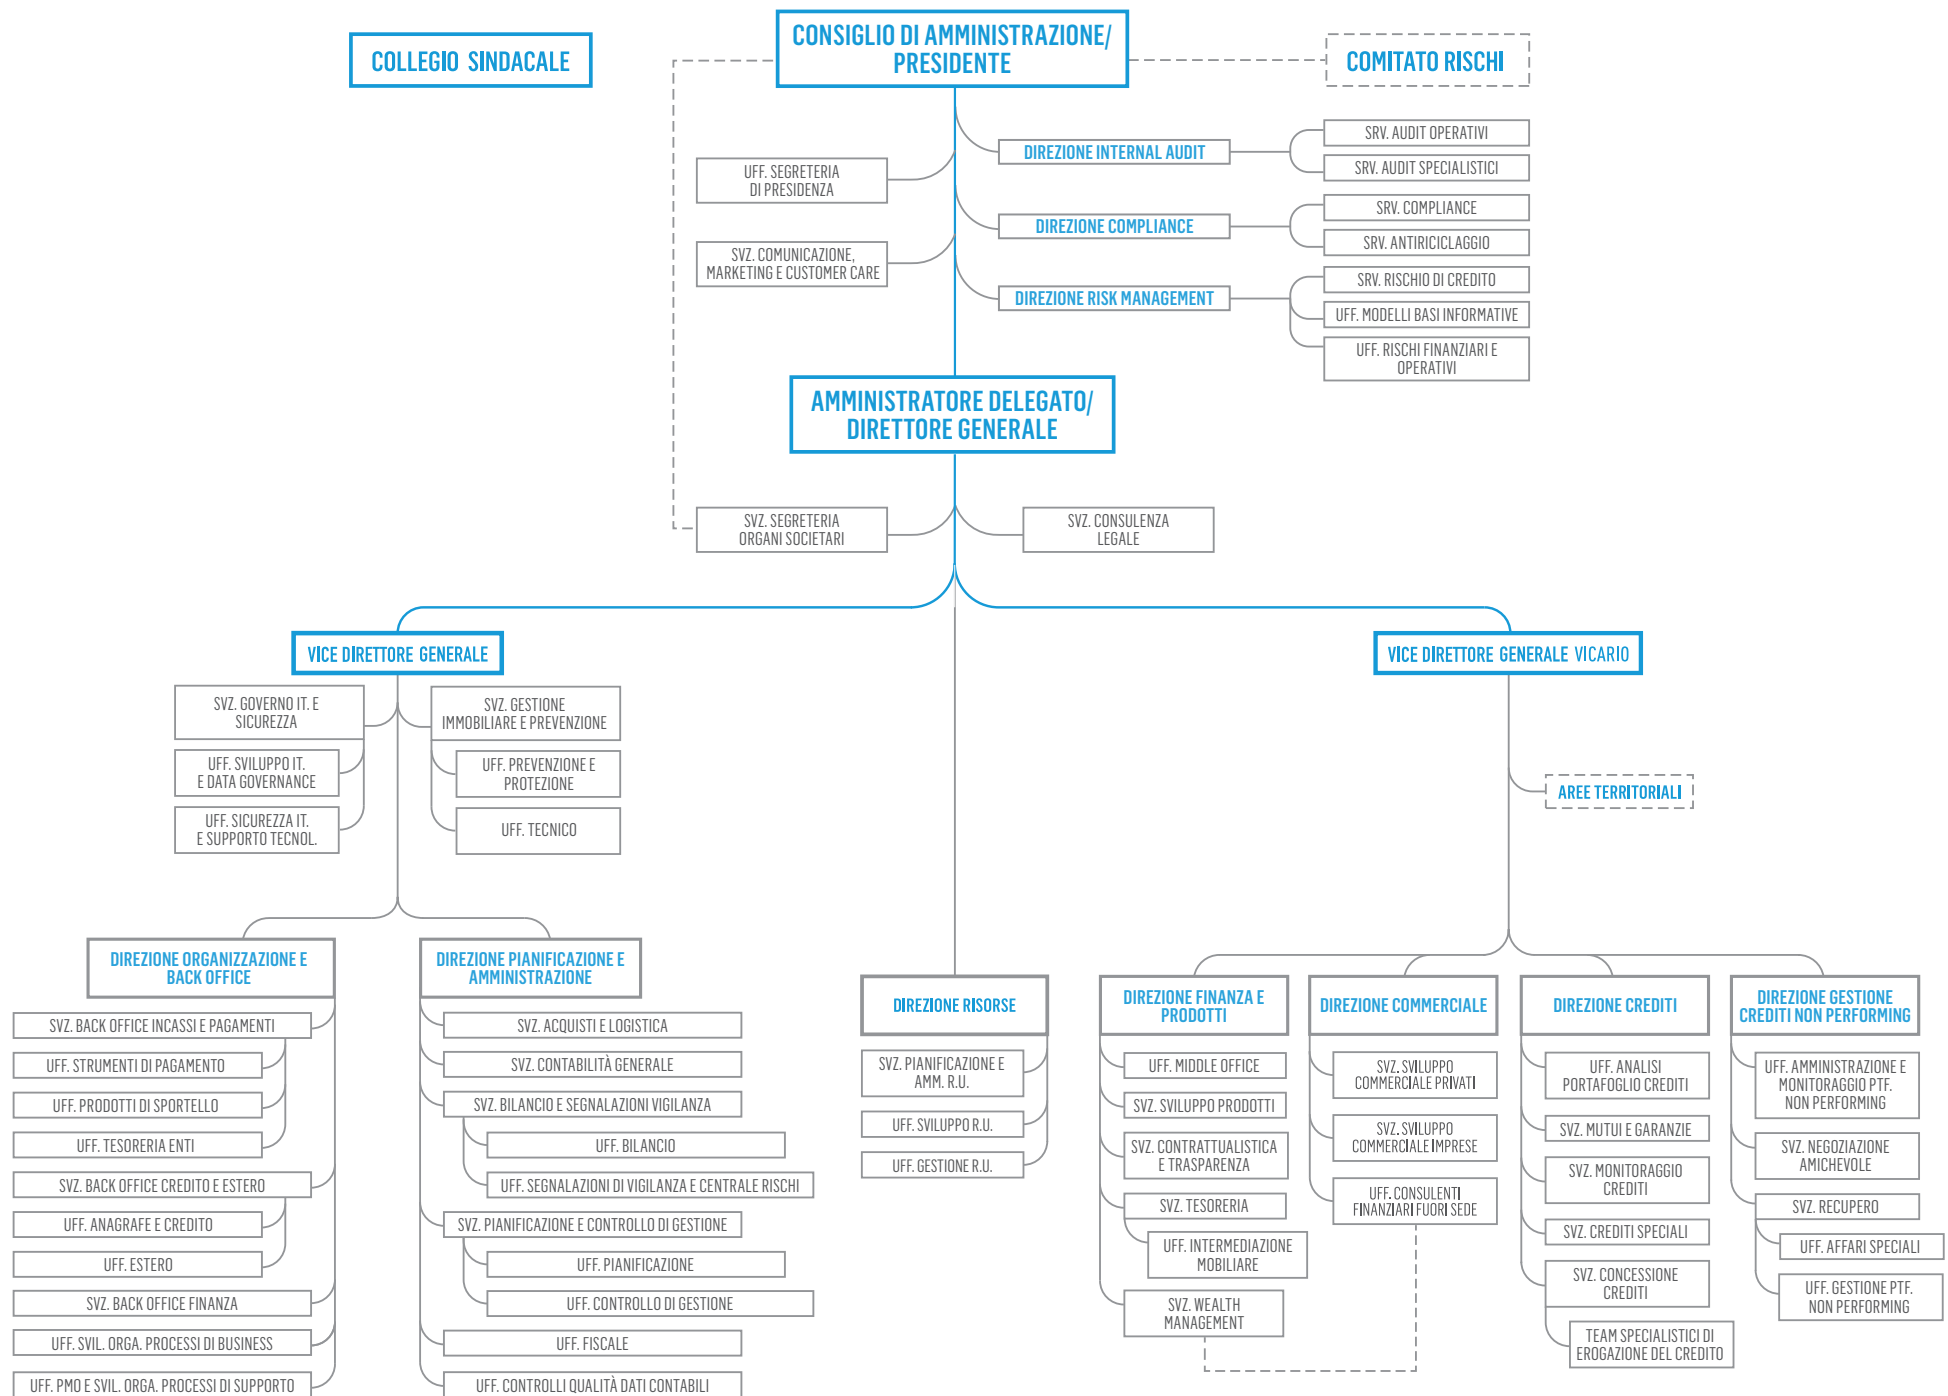 COLLEGIO SINDACALE
CONSIGLIO DI AMMINISTRAZIONE/
PRESIDENTE
COMITATO RISCHI
UFF. SEGRETERIA
DI PRESIDENZA
SVZ. COMUNICAZIONE,
MARKETING E CUSTOMER CARE
DIREZIONE INTERNAL AUDIT
SRV. AUDIT OPERATIVI
SRV. AUDIT SPECIALISTICI
DIREZIONE COMPLIANCE
SRV. COMPLIANCE
SRV. ANTIRICICLAGGIO
DIREZIONE RISK MANAGEMENT
SRV. RISCHIO DI CREDITO
UFF. MODELLI BASI INFORMATIVE
UFF. RISCHI FINANZIARI E
OPERATIVI
AMMINISTRATORE DELEGATO/
DIRETTORE GENERALE
SVZ. SEGRETERIA
ORGANI SOCIETARI
SVZ. CONSULENZA
LEGALE
VICE DIRETTORE GENERALE
SVZ. GOVERNO IT. E
SICUREZZA
UFF. SVILUPPO IT.
E DATA GOVERNANCE
UFF. SICUREZZA IT.
E SUPPORTO TECNOL.
SVZ. GESTIONE
IMMOBILIARE E PREVENZIONE
UFF. PREVENZIONE E
PROTEZIONE
UFF. TECNICO
VICE DIRETTORE GENERALE VICARIO
AREE TERRITORIALI
DIREZIONE ORGANIZZAZIONE E
BACK OFFICE
SVZ. BACK OFFICE INCASSI E PAGAMENTI
UFF. STRUMENTI DI PAGAMENTO
UFF. PRODOTTI DI SPORTELLO
UFF. TESORERIA ENTI
SVZ. BACK OFFICE CREDITO E ESTERO
UFF. ANAGRAFE E CREDITO
UFF. ESTERO
SVZ. BACK OFFICE FINANZA
UFF. SVIL. ORGA. PROCESSI DI BUSINESS
UFF. PMO E SVIL. ORGA. PROCESSI DI SUPPORTO
DIREZIONE PIANIFICAZIONE E
AMMINISTRAZIONE
SVZ. ACQUISTI E LOGISTICA
SVZ. CONTABILITÀ GENERALE
SVZ. BILANCIO E SEGNALAZIONI VIGILANZA
UFF. BILANCIO
UFF. SEGNALAZIONI DI VIGILANZA E CENTRALE RISCHI
SVZ. PIANIFICAZIONE E CONTROLLO DI GESTIONE
UFF. PIANIFICAZIONE
UFF. CONTROLLO DI GESTIONE
UFF. FISCALE
UFF. CONTROLLI QUALITÀ DATI CONTABILI
DIREZIONE RISORSE
SVZ. PIANIFICAZIONE E
AMM. R.U.
UFF. SVILUPPO R.U.
UFF. GESTIONE R.U.
DIREZIONE FINANZA E
PRODOTTI
UFF. MIDDLE OFFICE
SVZ. SVILUPPO PRODOTTI
SVZ. CONTRATTUALISTICA
E TRASPARENZA
SVZ. TESORERIA
UFF. INTERMEDIAZIONE
MOBILIARE
SVZ. WEALTH
MANAGEMENT
DIREZIONE COMMERCIALE
SVZ. SVILUPPO
COMMERCIALE PRIVATI
SVZ. SVILUPPO
COMMERCIALE IMPRESE
UFF. CONSULENTI
FINANZIARI FUORI SEDE
DIREZIONE CREDITI
UFF. ANALISI
PORTAFOGLIO CREDITI
SVZ. MUTUI E GARANZIE
SVZ. MONITORAGGIO
CREDITI
SVZ. CREDITI SPECIALI
SVZ. CONCESSIONE
CREDITI
TEAM SPECIALISTICI DI
EROGAZIONE DEL CREDITO
DIREZIONE GESTIONE
CREDITI NON PERFORMING
UFF. AMMINISTRAZIONE E
MONITORAGGIO PTF.
NON PERFORMING
SVZ. NEGOZIAZIONE
AMICHEVOLE
SVZ. RECUPERO
UFF. AFFARI SPECIALI
UFF. GESTIONE PTF.
NON PERFORMING